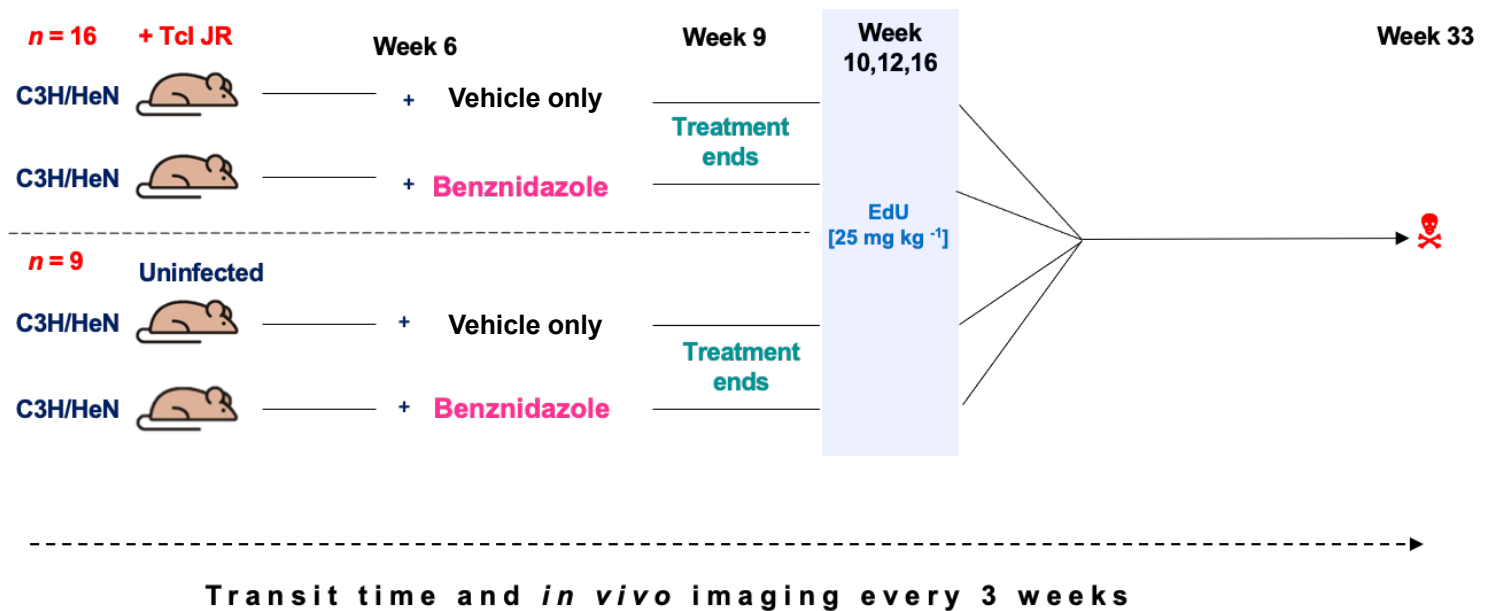 n = 16 + TcI JR
Week 6
Week 9
Week
10,12,16
Week 33
C3H/HeN
+ Vehicle only
Treatment
ends
C3H/HeN
+ Benznidazole
EdU
[25 mg kg ⁻¹]
n = 9
Uninfected
C3H/HeN
+ Vehicle only
Treatment
ends
C3H/HeN
+ Benznidazole
Transit time and in vivo imaging every 3 weeks